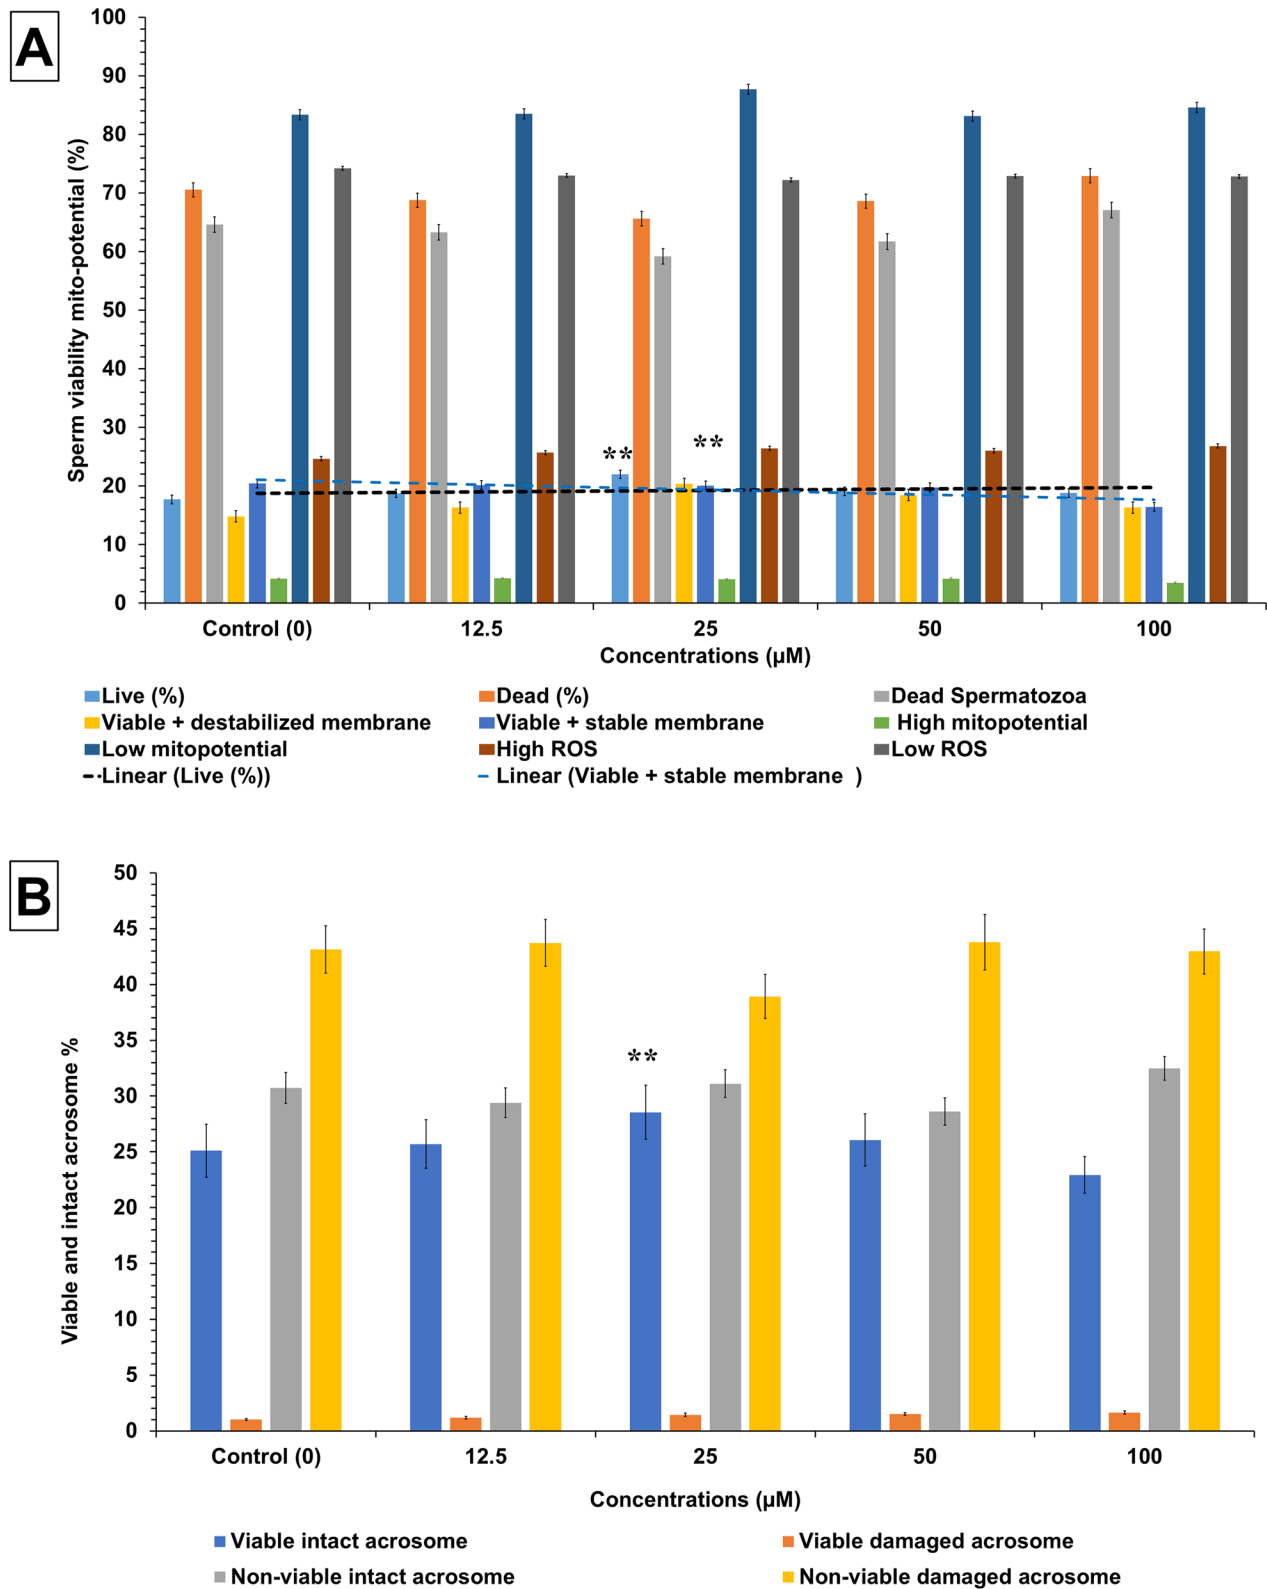 A
100
90
80
70
60
50
40
30
20
10
0
Sperm viability mito-potential (%)
** **
Control (0) 12.5 25 50 100
Concentrations (µM)
Live (%) Dead (%) Dead Spermatozoa
Viable + destabilized membrane Viable + stable membrane High mitopotential
Low mitopotential High ROS Low ROS
Linear (Live (%)) Linear (Viable + stable membrane )
B
50
45
40
35
30
25
20
15
10
5
0
Viable and intact acrosome %
**
Control (0) 12.5 25 50 100
Concentrations (µM)
Viable intact acrosome Viable damaged acrosome
Non-viable intact acrosome Non-viable damaged acrosome